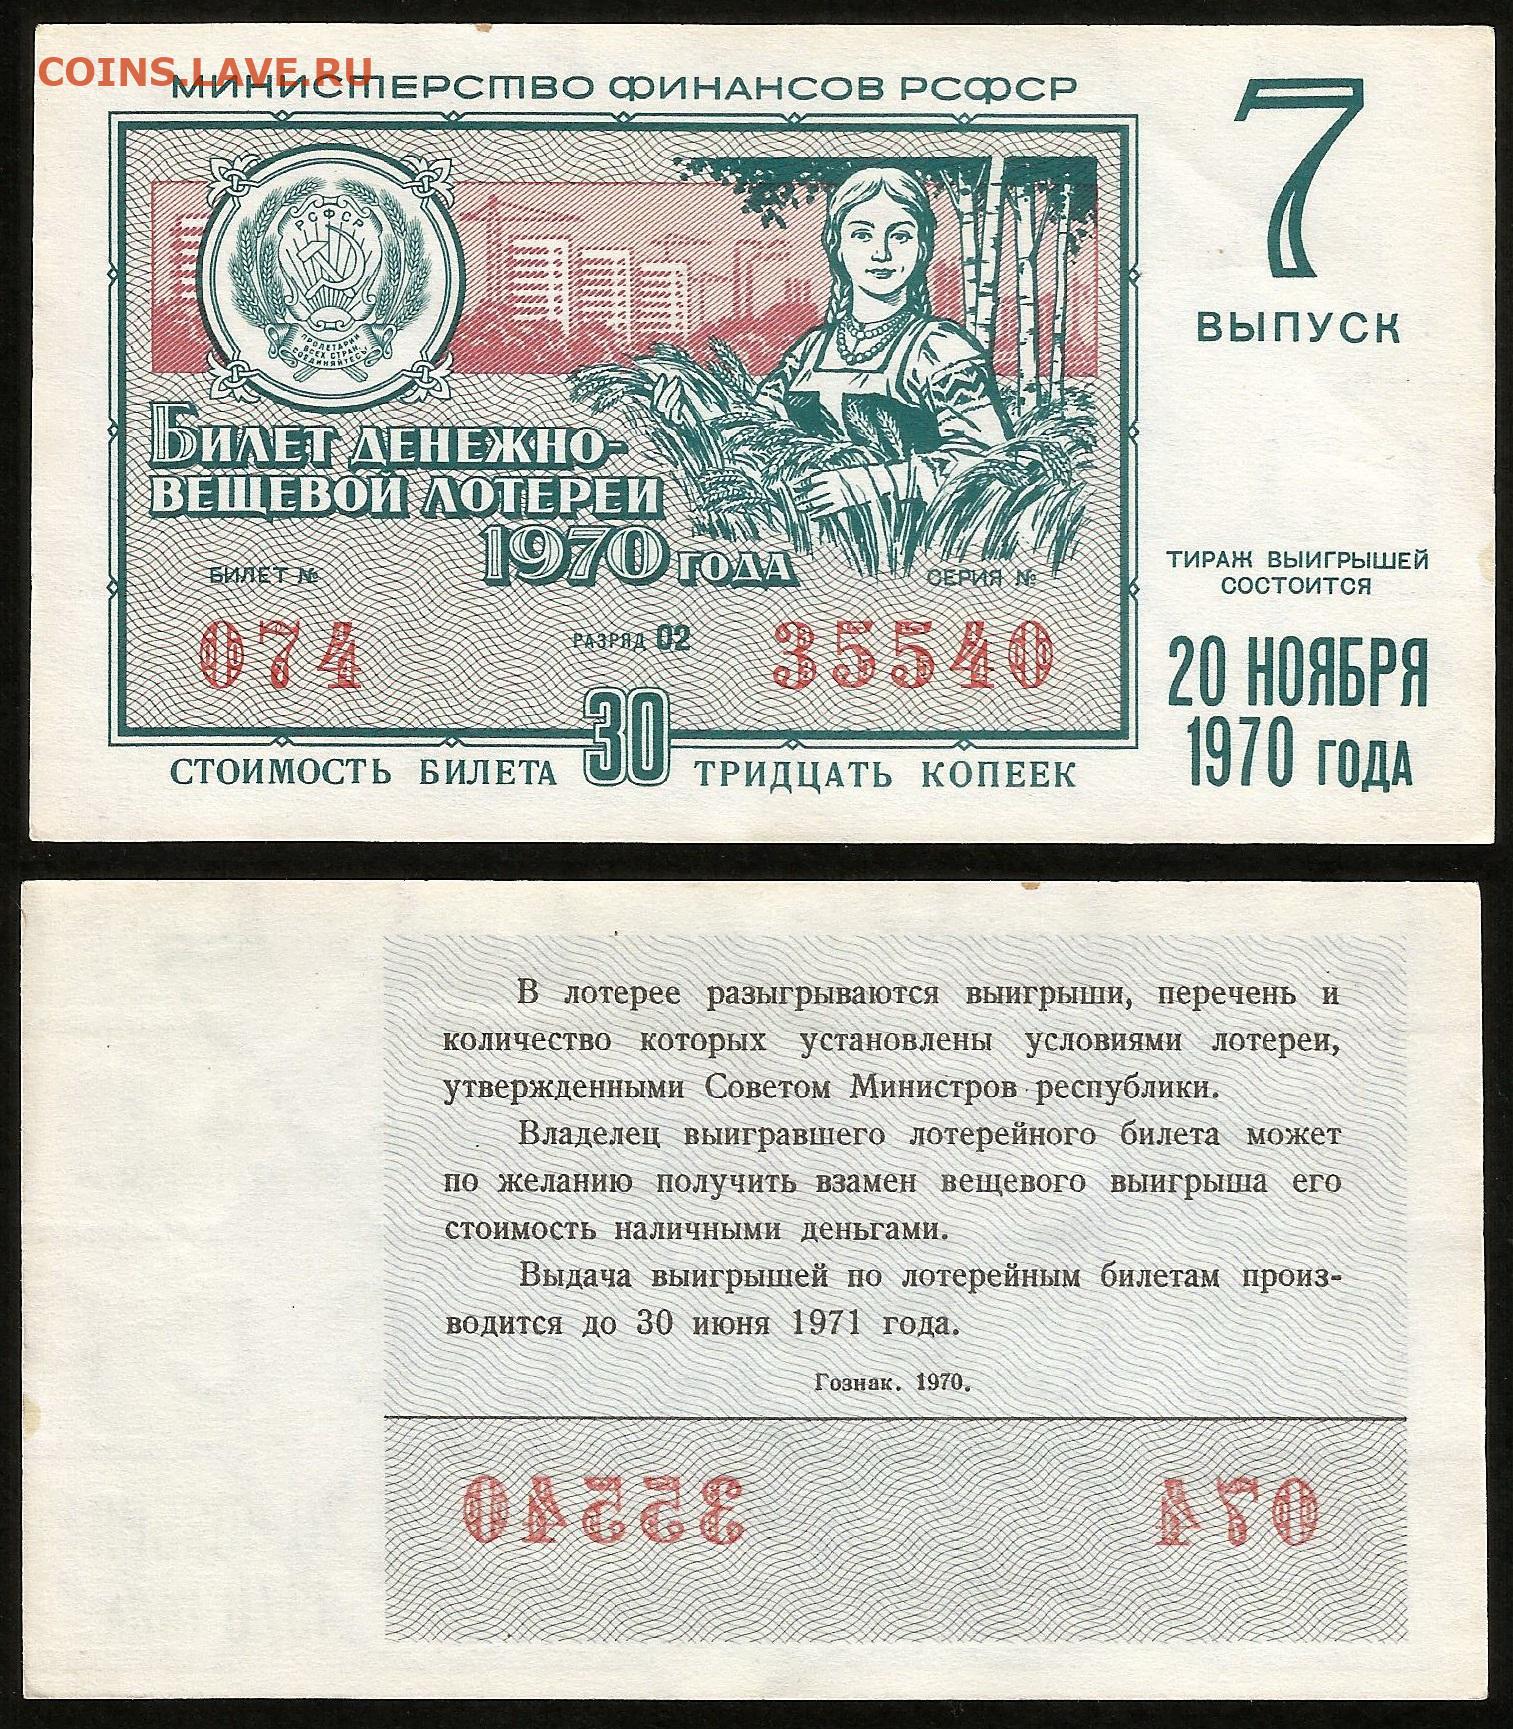 COINS.LAVE.RU
МИНИСТЕРСТВО ФИНАНСОВ РСФСР
7
ВЫПУСК
РСФСР
ПРОЛЕТАРИИ
ВСЕХ СТРАН,
СОЕДИНЯЙТЕСЬ!
БИЛЕТ ДЕНЕЖНО-
ВЕЩЕВОЙ ЛОТЕРЕИ
1970 ГОДА
БИЛЕТ № СЕРИЯ №
074 РАЗРЯД 02 35540
СТОИМОСТЬ БИЛЕТА 30 ТРИДЦАТЬ КОПЕЕК
ТИРАЖ ВЫИГРЫШЕЙ
СОСТОИТСЯ
20 НОЯБРЯ
1970 ГОДА
В лотерее разыгрываются выигрыши, перечень и
количество которых установлены условиями лотереи,
утвержденными Советом Министров республики.
Владелец выигравшего лотерейного билета может
по желанию получить взамен вещевого выигрыша его
стоимость наличными деньгами.
Выдача выигрышей по лотерейным билетам произ-
водится до 30 июня 1971 года.
Гознак. 1970.
35540 074